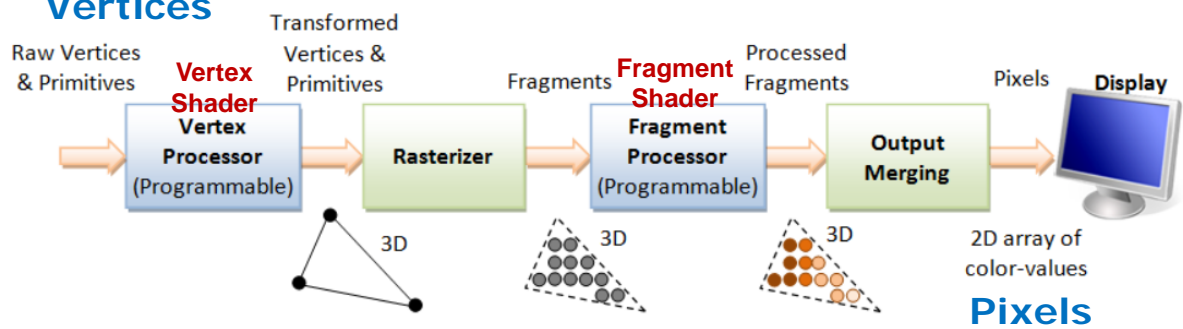 Vertices
Raw Vertices
& Primitives
Vertex
Shader
Vertex
Processor
(Programmable)
Transformed
Vertices &
Primitives
3D
Rasterizer
Fragments
3D
Fragment
Shader
Fragment
Processor
(Programmable)
Processed
Fragments
3D
Output
Merging
Pixels
2D array of
color-values
Pixels
Display